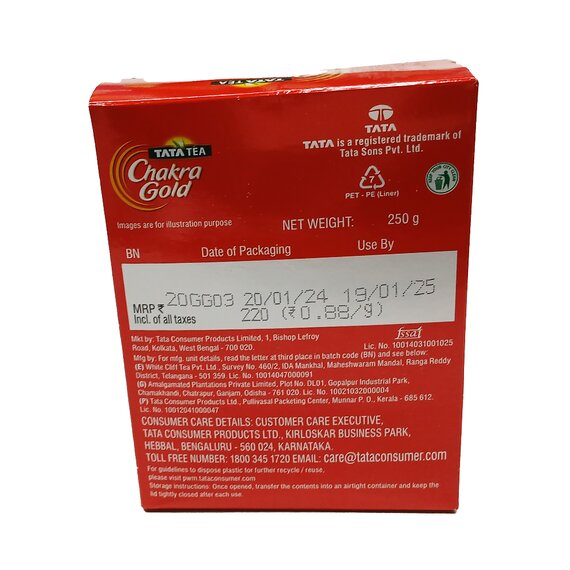 TATA TEA
TATA TEA
Chakra
Gold
TATA
TATA is a registered trademark of
Tata Sons Pvt. Ltd.
7
PET - PE (Liner)
KEEP YOUR CITY CLEAN
Images are for illustration purpose
NET WEIGHT: 250 g
BN Date of Packaging Use By
20GG03 20/01/24 19/01/25
MRP ₹ 220 (₹0.88/g)
Incl. of all taxes
Mkt by: Tata Consumer Products Limited, 1, Bishop Lefroy
Road, Kolkata, West Bengal - 700 020.
fssai
Lic. No. 10014031001025
Mfg by: For mfg. unit details, read the letter at third place in batch code (BN) and see below:
(E) White Cliff Tea Pvt. Ltd., Survey No. 460/2, IDA Mankhal, Maheshwaram Mandal, Ranga Reddy
District, Telangana - 501 359. Lic. No. 10014047000091
(G) Amalgamated Plantations Private Limited, Plot No. DL01, Gopalpur Industrial Park,
Chamakhandi, Chatrapur, Ganjam, Odisha - 761 020. Lic. No. 10021032000004
(P) Tata Consumer Products Ltd., Pullivasal Packeting Center, Munnar P. O., Kerala - 685 612.
Lic. No. 10012041000047
CONSUMER CARE DETAILS: CUSTOMER CARE EXECUTIVE,
TATA CONSUMER PRODUCTS LTD., KIRLOSKAR BUSINESS PARK,
HEBBAL, BENGALURU - 560 024, KARNATAKA.
TOLL FREE NUMBER: 1800 345 1720 EMAIL: care@tataconsumer.com
For guidelines to dispose plastic for further recycle / reuse,
please visit pwm.tataconsumer.com
Storage instructions: Once opened, transfer the contents into an airtight container and keep the
lid tightly closed after each use.